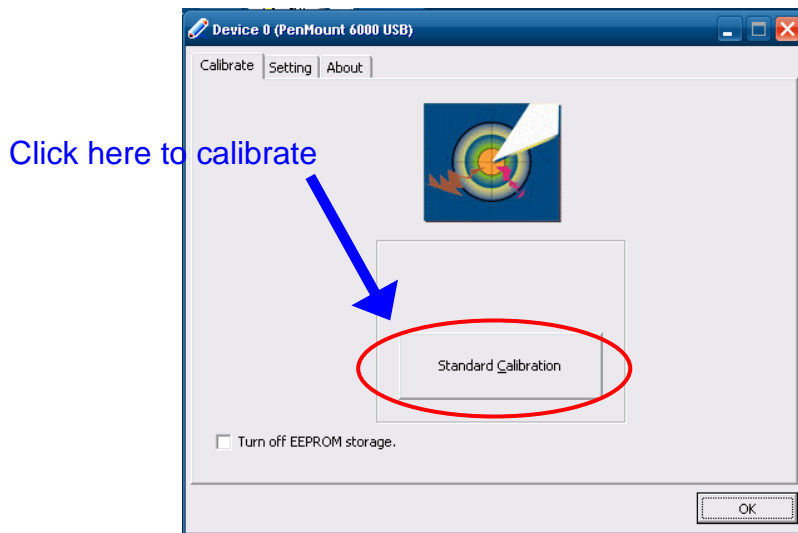 Device 0 (PenMount 6000 USB)
Calibrate Setting About
Click here to calibrate
Standard Calibration
Turn off EEPROM storage.
OK